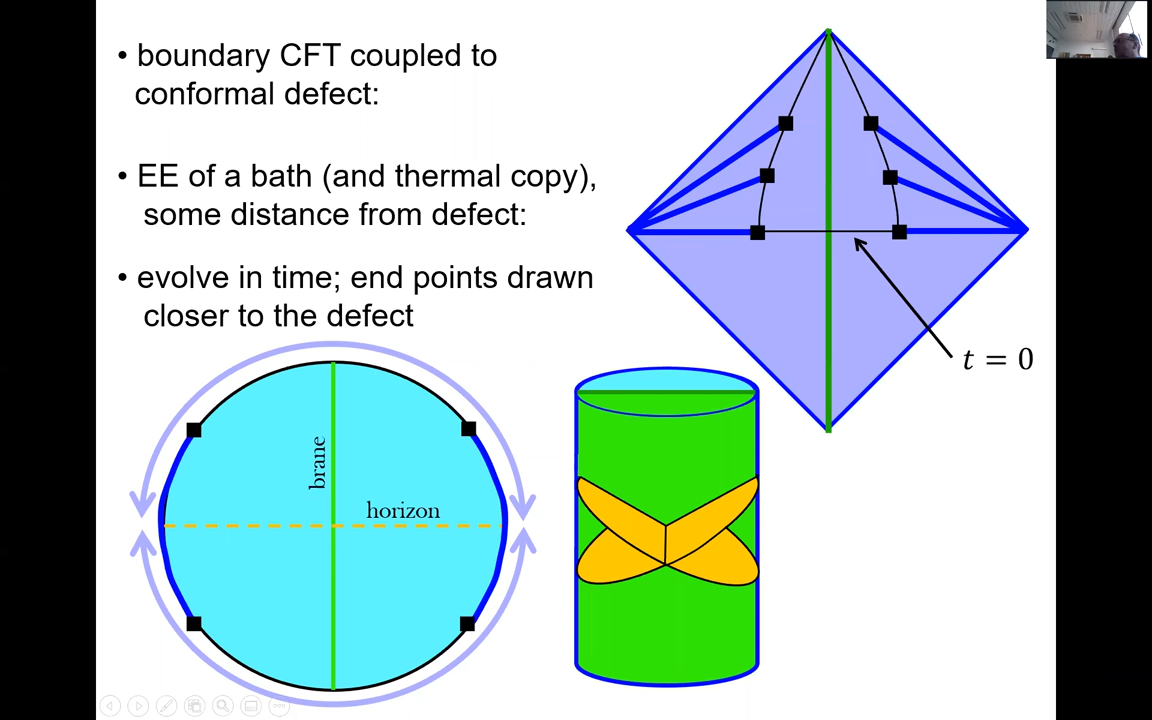 • boundary CFT coupled to
conformal defect:
• EE of a bath (and thermal copy),
some distance from defect:
• evolve in time; end points drawn
closer to the defect
t = 0
brane
horizon